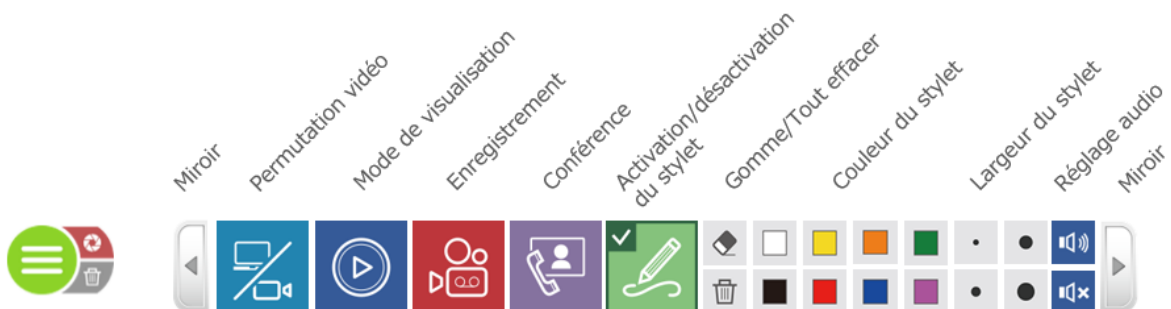 Miroir
Permutation vidéo
Mode de visualisation
Enregistrement
Conférence
Activation/désactivation
du stylet
Gomme/Tout effacer
Couleur du stylet
Largeur du stylet
Réglage audio
Miroir